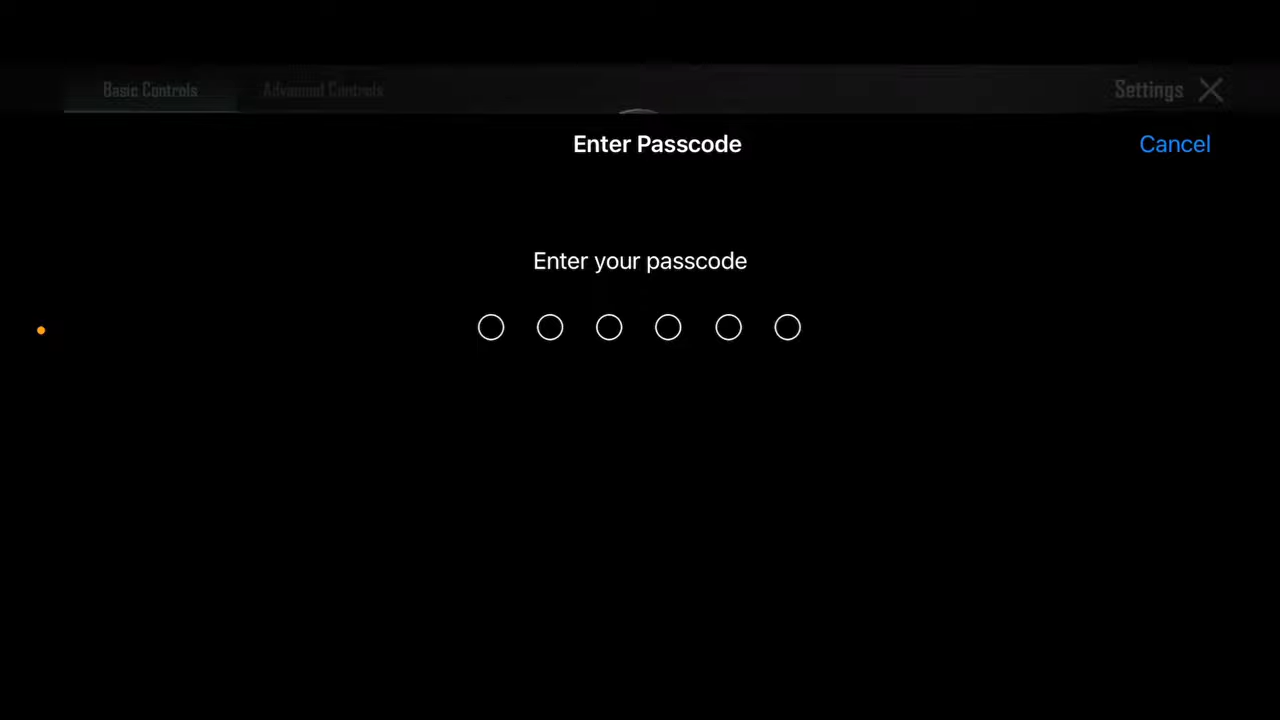 Basic Controls
Advanced Controls
Settings
Enter Passcode
Cancel
Enter your passcode